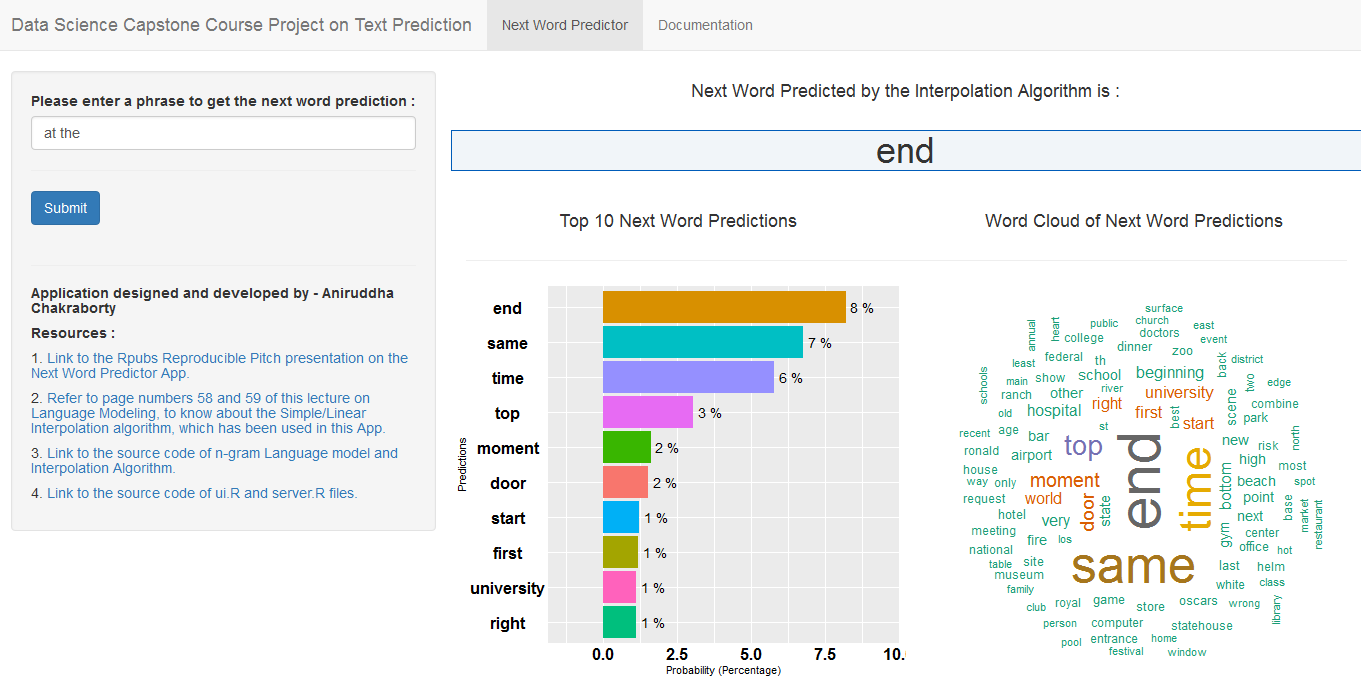 Data Science Capstone Course Project on Text Prediction
Next Word Predictor
Documentation
Please enter a phrase to get the next word prediction :
at the
Submit
Application designed and developed by - Aniruddha
Chakraborty
Resources :
1. Link to the Rpubs Reproducible Pitch presentation on the
Next Word Predictor App.
2. Refer to page numbers 58 and 59 of this lecture on
Language Modeling, to know about the Simple/Linear
Interpolation algorithm, which has been used in this App.
3. Link to the source code of n-gram Language model and
Interpolation Algorithm.
4. Link to the source code of ui.R and server.R files.
Next Word Predicted by the Interpolation Algorithm is :
end
Top 10 Next Word Predictions
Predictions
end 8 %
same 7 %
time 6 %
top 3 %
moment 2 %
door 2 %
start 1 %
first 1 %
university 1 %
right 1 %
0.0 2.5 5.0 7.5 10.
Probability (Percentage)
Word Cloud of Next Word Predictions
surface
annual
heart
public
church
east
college
doctors
event
dinner
zoo
federal
th
back
district
least
schools
main
show
school
beginning
two
edge
ranch
other
river
university
old
hospital
right
first
best
start
scene
combine
park
recent
age
bar
st
new
risk
north
ronald
airport
top
end
time
high
most
house
way
only
moment
bottom
beach
spot
request
world
door
state
point
base
market
restaurant
hotel
very
next
meeting
fire
los
gym
center
national
office
hot
table
site
same
last
helm
museum
white
class
family
club
royal
game
store
oscars
wrong
library
person
computer
statehouse
pool
entrance
home
festival
window